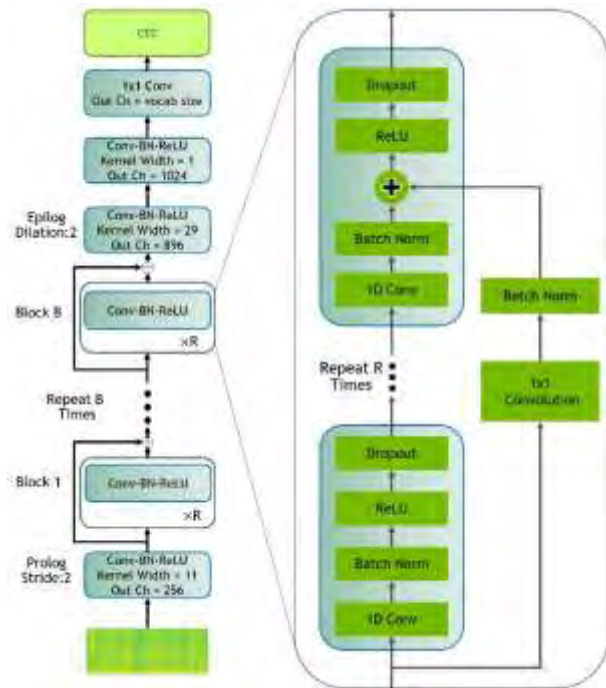 CTC
1x1 Conv
Out Ch = vocab size
Conv-BN-ReLU
Kernel Width = 1
Out Ch = 1024
Epilog
Dilation:2
Conv-BN-ReLU
Kernel Width = 29
Out Ch = 896
Block B
Conv-BN-ReLU
×R
Repeat B
Times
Block 1
Conv-BN-ReLU
×R
Prolog
Stride:2
Conv-BN-ReLU
Kernel Width = 11
Out Ch = 256
Dropout
ReLU
+
Batch Norm
1D Conv
Batch Norm
1x1
Convolution
Repeat R
Times
Dropout
ReLU
Batch Norm
1D Conv